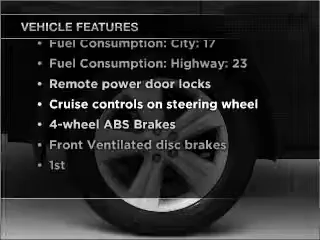 VEHICLE FEATURES
• Fuel Consumption: City: 17
• Fuel Consumption: Highway: 23
• Remote power door locks
• Cruise controls on steering wheel
• 4-wheel ABS Brakes
• Front Ventilated disc brakes
• 1st